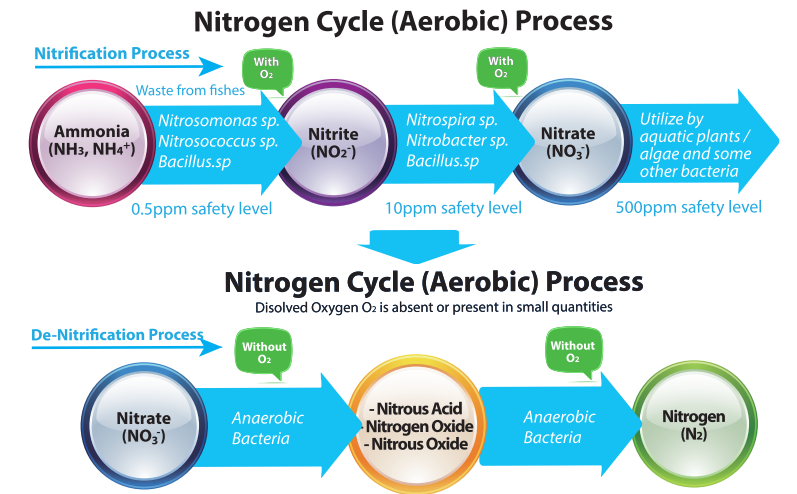 Nitrogen Cycle (Aerobic) Process
Nitrification Process
With
O₂
With
O₂
Waste from fishes
Ammonia
(NH₃, NH₄⁺)
Nitrosomonas sp.
Nitrosococcus sp.
Bacillus.sp
Nitrite
(NO₂⁻)
Nitrospira sp.
Nitrobacter sp.
Bacillus.sp
Nitrate
(NO₃⁻)
Utilize by
aquatic plants /
algae and some
other bacteria
0.5ppm safety level
10ppm safety level
500ppm safety level
Nitrogen Cycle (Aerobic) Process
Disolved Oxygen O₂ is absent or present in small quantities
De-Nitrification Process
Without
O₂
Without
O₂
Nitrate
(NO₃⁻)
Anaerobic
Bacteria
- Nitrous Acid
- Nitrogen Oxide
- Nitrous Oxide
Anaerobic
Bacteria
Nitrogen
(N₂)